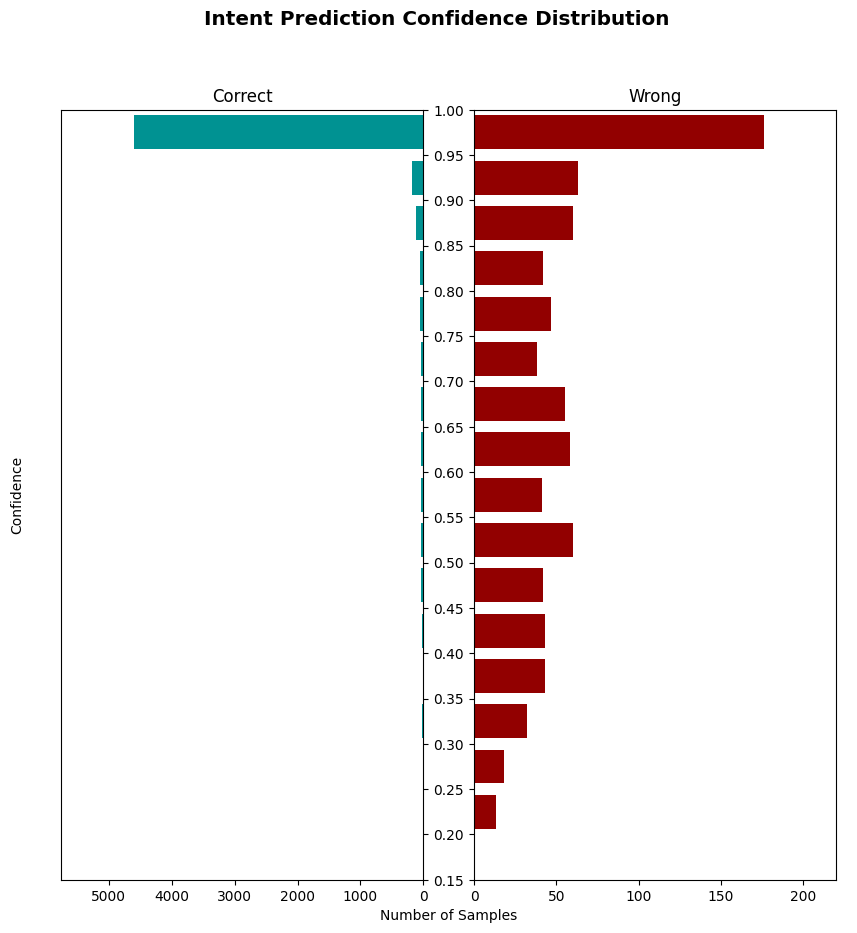 Intent Prediction Confidence Distribution
Correct
Wrong
1.00
0.95
0.90
0.85
0.80
0.75
0.70
0.65
0.60
0.55
0.50
0.45
0.40
0.35
0.30
0.25
0.20
0.15
Confidence
5000 4000 3000 2000 1000 0
0 50 100 150 200
Number of Samples